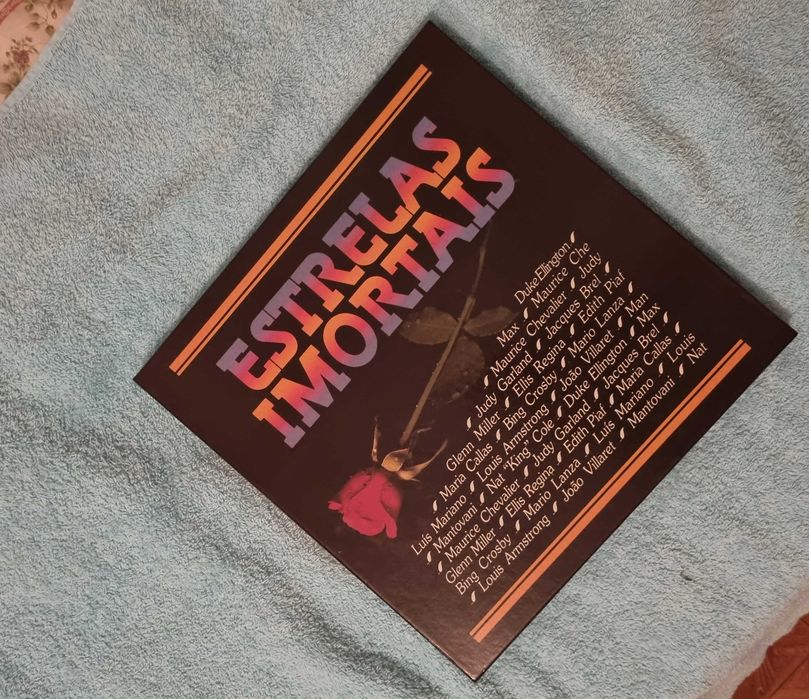 ESTRELAS
IMORTAIS
Duke Ellington
Max Maurice Che
Maurice Chevalier Judy
Judy Garland Jacques Brel
Glenn Miller Ellis Regina Edith Piaf
Maria Callas Bing Crosby Mario Lanza
Luis Mariano Louis Armstrong João Villaret Man
Mantovani Nat "King" Cole Duke Ellington Max
Maurice Chevalier Judy Garland Jacques Brel
Glenn Miller Ellis Regina Edith Piaf Maria Callas
Bing Crosby Mario Lanza Luis Mariano Louis
Louis Armstrong João Villaret Mantovani Nat